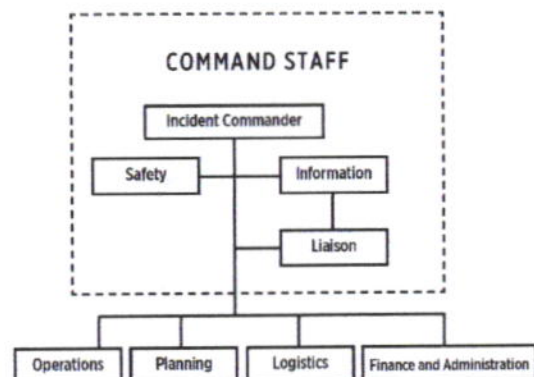 COMMAND STAFF
Incident Commander
Safety
Information
Liaison
Operations
Planning
Logistics
Finance and Administration